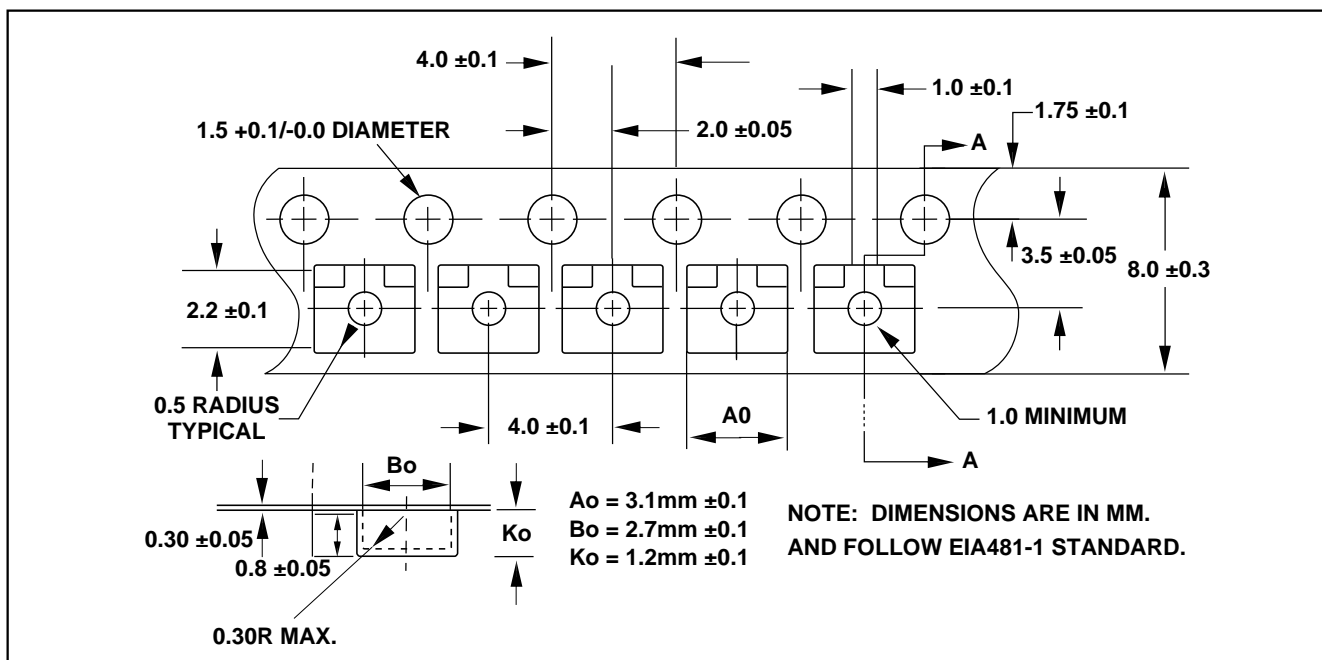 4.0 ±0.1
1.0 ±0.1
1.75 ±0.1
1.5 +0.1/-0.0 DIAMETER
2.0 ±0.05
A
3.5 ±0.05
8.0 ±0.3
2.2 ±0.1
0.5 RADIUS
TYPICAL
4.0 ±0.1
A0
1.0 MINIMUM
A
Bo
Ko
0.30 ±0.05
0.8 ±0.05
0.30R MAX.
Ao = 3.1mm ±0.1
Bo = 2.7mm ±0.1
Ko = 1.2mm ±0.1
NOTE: DIMENSIONS ARE IN MM.
AND FOLLOW EIA481-1 STANDARD.